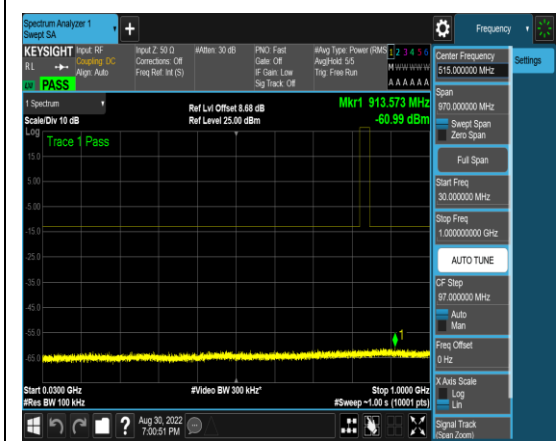 Spectrum Analyzer 1
Swept SA
+
Frequency
KEYSIGHT
Input: RF
Coupling: DC
Align: Auto
Input Z: 50 Ω
Corrections: Off
Freq Ref: Int (S)
#Atten: 30 dB
PNO: Fast
Gate: Off
IF Gain: Low
Sig Track: Off
#Avg Type: Power (RMS
Avg|Hold: 5/5
Trig: Free Run
1 2 3 4 5 6
M W W W W W
A A A A A A
RL
PASS
1 Spectrum
Scale/Div 10 dB
Ref Lvl Offset 8.68 dB
Ref Level 25.00 dBm
Mkr1 913.573 MHz
-60.99 dBm
Log
Trace 1 Pass
15.0
5.00
-5.00
-15.0
-25.0
-35.0
-45.0
-55.0
-65.0
1
Start 0.0300 GHz
#Res BW 100 kHz
#Video BW 300 kHz*
Stop 1.0000 GHz
#Sweep ~1.00 s (10001 pts)
?
Aug 30, 2022
7:00:51 PM
Center Frequency
515.000000 MHz
Settings
Span
970.000000 MHz
Swept Span
Zero Span
Full Span
Start Freq
30.000000 MHz
Stop Freq
1.000000000 GHz
AUTO TUNE
CF Step
97.000000 MHz
Auto
Man
Freq Offset
0 Hz
X Axis Scale
Log
Lin
Signal Track
(Span Zoom)